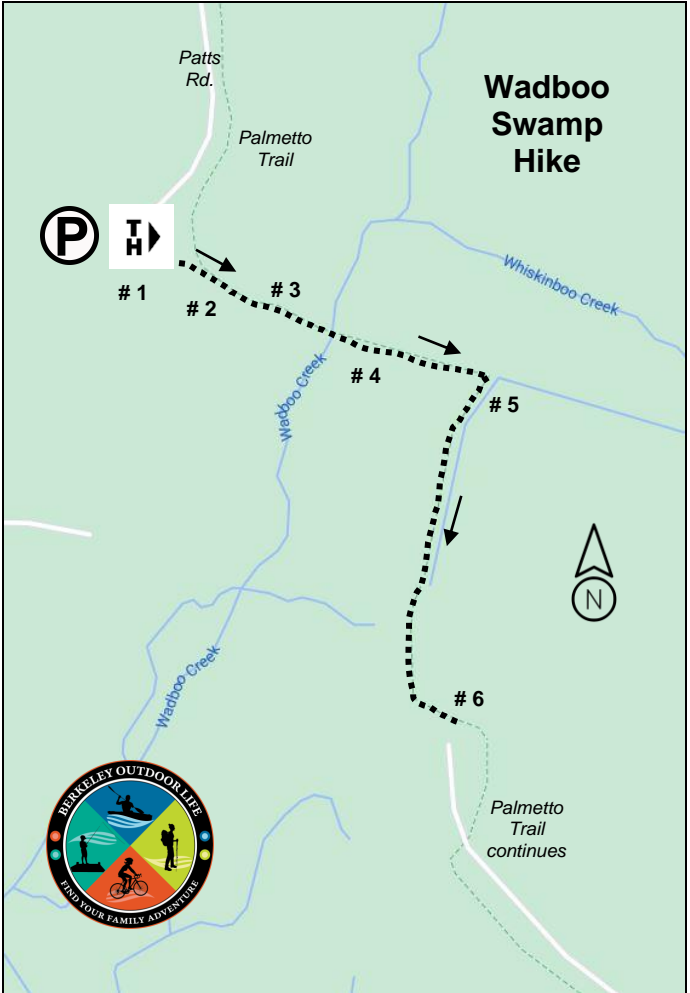 Patts
Rd.
Palmetto
Trail
Wadboo
Swamp
Hike
P
TH
Whiskinboo Creek
# 1
# 2
# 3
# 4
# 5
Wadboo Creek
N
Wadboo Creek
# 6
BERKELEY OUTDOOR LIFE
FIND YOUR FAMILY ADVENTURE
Palmetto
Trail
continues